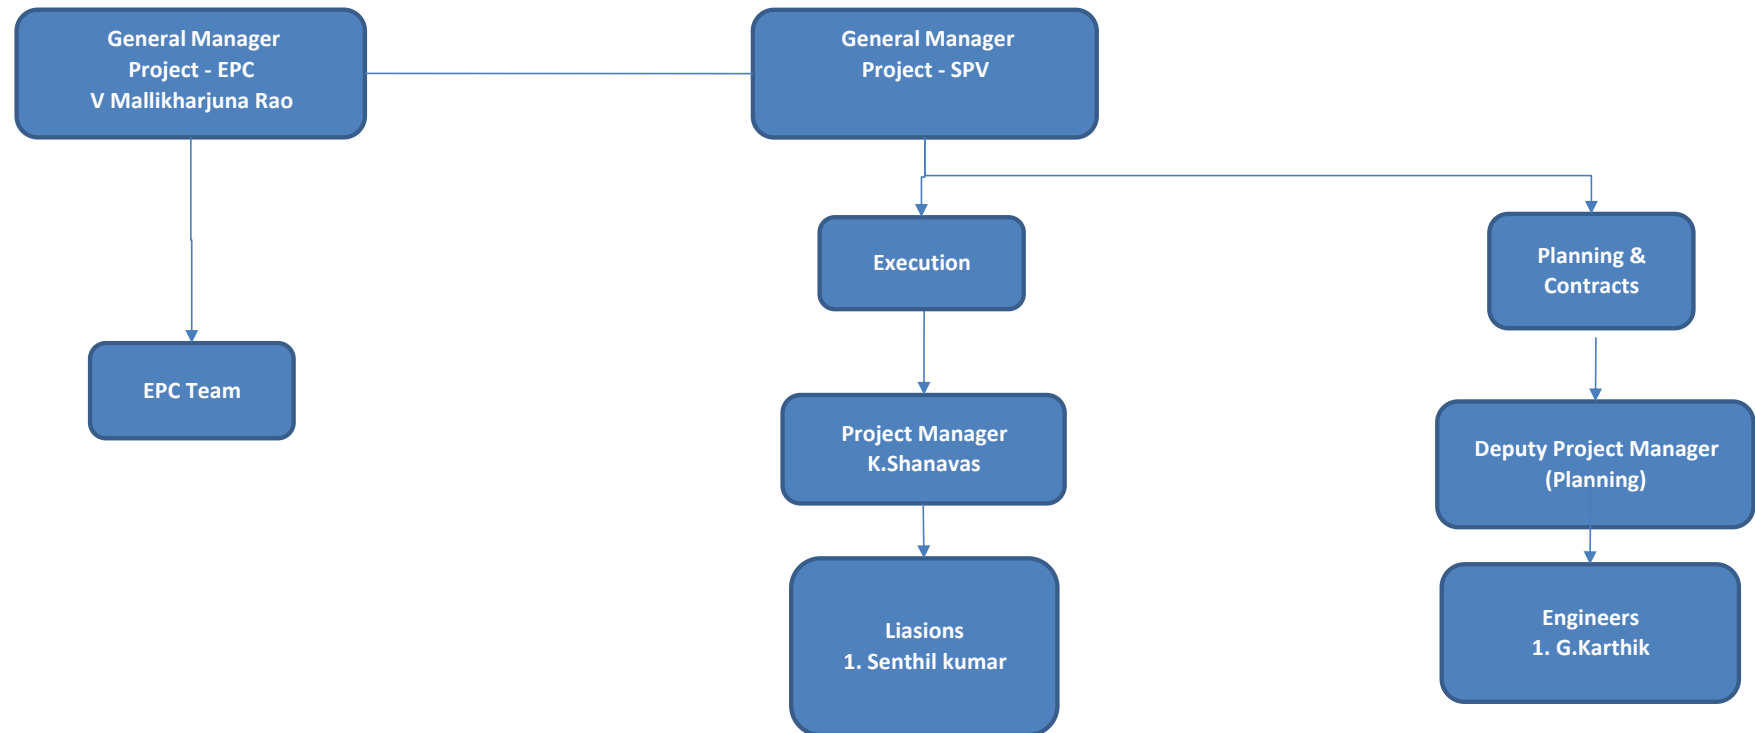 General Manager
Project - EPC
V Mallikharjuna Rao
General Manager
Project - SPV
Execution
Planning &
Contracts
EPC Team
Project Manager
K.Shanavas
Deputy Project Manager
(Planning)
Liasions
1. Senthil kumar
Engineers
1. G.Karthik